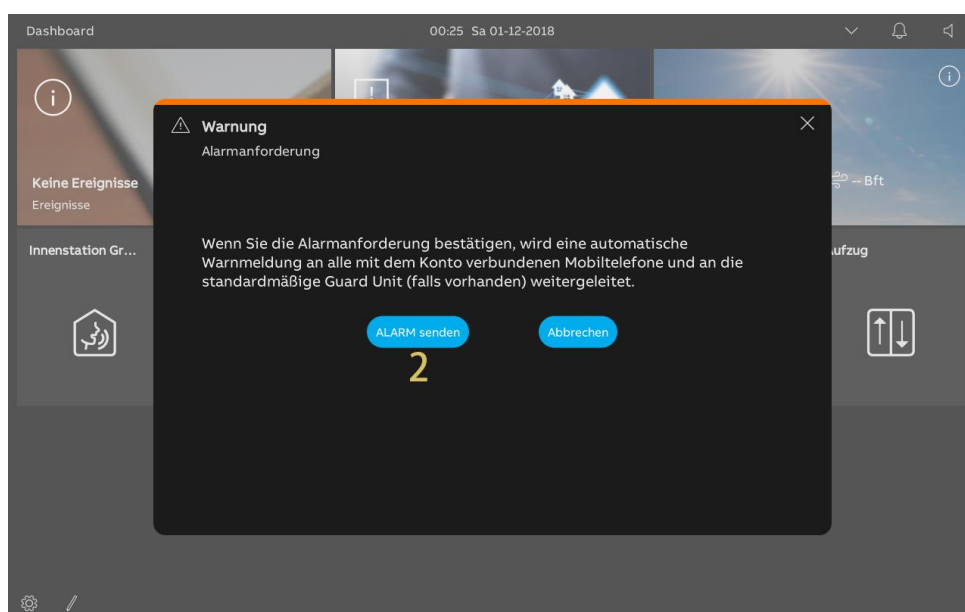 Dashboard
00:25 Sa 01-12-2018
Warnung
Alarmanforderung
Keine Ereignisse
Ereignisse
-- Bft
Innenstation Gr...
Wenn Sie die Alarmanforderung bestätigen, wird eine automatische
Warnmeldung an alle mit dem Konto verbundenen Mobiltelefone und an die
standardmäßige Guard Unit (falls vorhanden) weitergeleitet.
ufzug
ALARM senden
Abbrechen
2